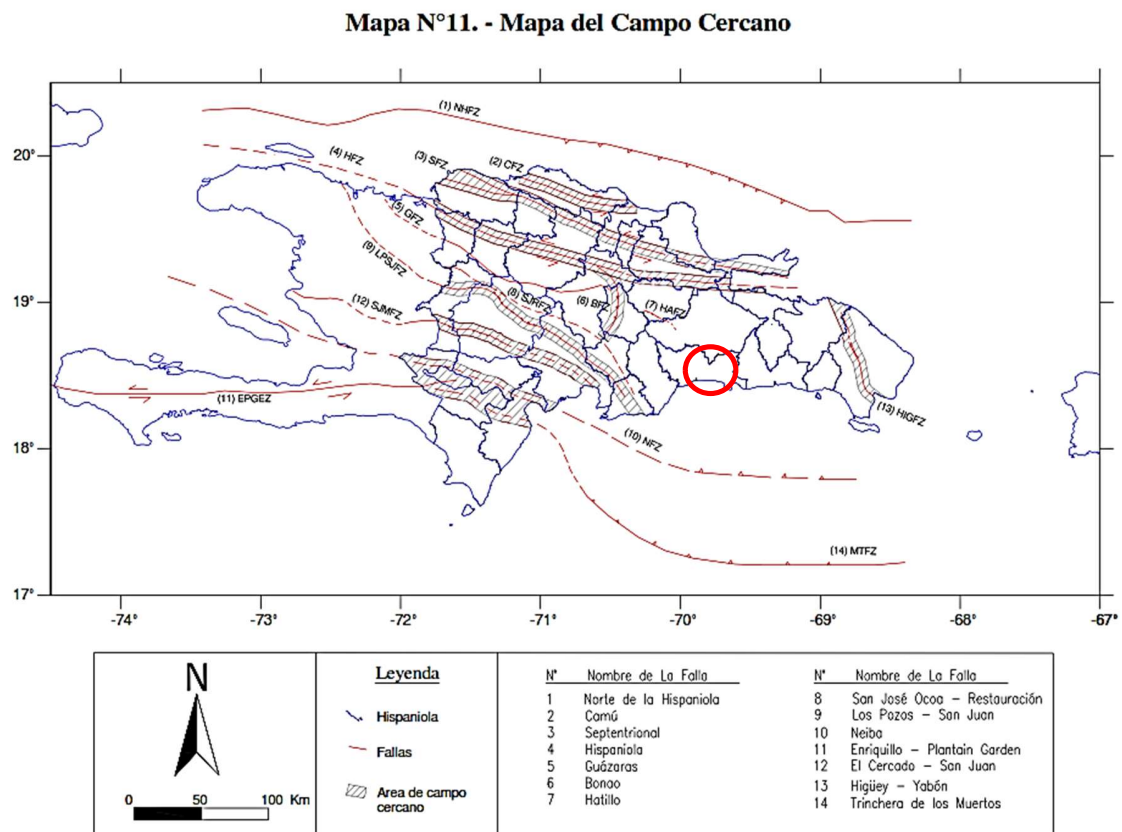 Mapa N°11. - Mapa del Campo Cercano
(1) NHFZ
(4) HFZ
(3) SFZ
(2) CFZ
20°
(5) GFZ
(9) LPSJFZ
19°
(12) SJMFZ
(8) SJRFZ
(6) BFZ
(7) HAFZ
(11) EPGEZ
(13) HIGFZ
18°
(10) NFZ
(14) MTFZ
17°
-74° -73° -72° -71° -70° -69° -68° -67°
N
0 50 100 Km
Leyenda
Hispaniola
Fallas
Area de campo
cercano
N° Nombre de La Falla
1 Norte de la Hispaniola
2 Camú
3 Septentrional
4 Hispaniola
5 Guázaras
6 Bonao
7 Hatillo
N° Nombre de La Falla
8 San José Ocoa – Restauración
9 Los Pozos – San Juan
10 Neiba
11 Enriquillo – Plantain Garden
12 El Cercado – San Juan
13 Higüey – Yabón
14 Trinchera de los Muertos